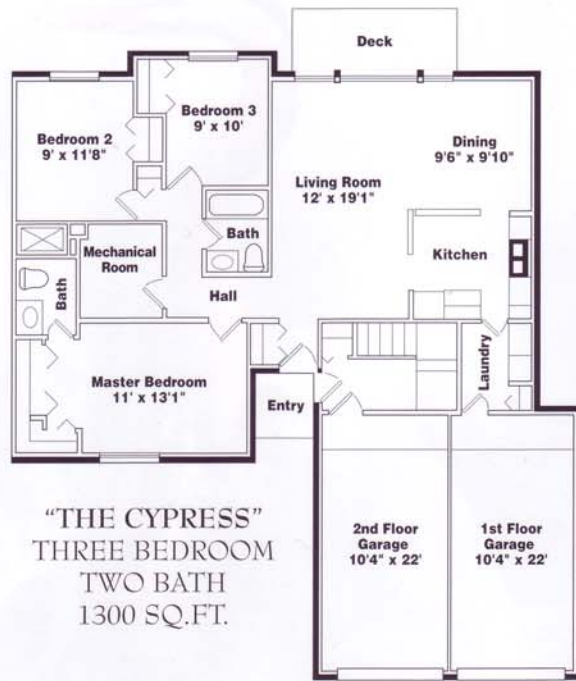 Deck
Bedroom 3
9' x 10'
Bedroom 2
9' x 11'8"
Dining
9'6" x 9'10"
Living Room
12' x 19'1"
Bath
Mechanical
Room
Kitchen
Bath
Hall
Laundry
Master Bedroom
11' x 13'1"
Entry
"THE CYPRESS"
THREE BEDROOM
TWO BATH
1300 SQ.FT.
2nd Floor
Garage
10'4" x 22'
1st Floor
Garage
10'4" x 22'